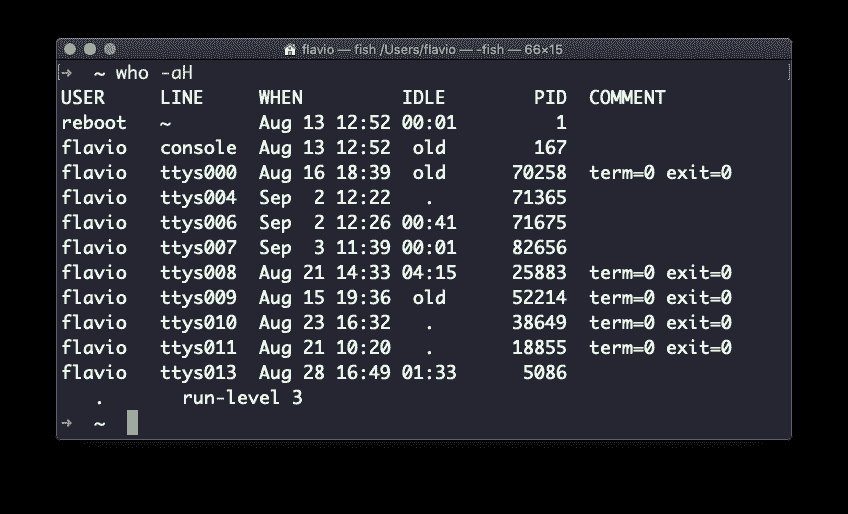 flavio — fish /Users/flavio — -fish — 66×15
[➜  ~ who -aH                                                     ]
USER     LINE     WHEN         IDLE       PID  COMMENT
reboot   ~        Aug 13 12:52 00:01         1
flavio   console  Aug 13 12:52  old        167
flavio   ttys000  Aug 16 18:39  old      70258  term=0 exit=0
flavio   ttys004  Sep  2 12:22   .       71365
flavio   ttys006  Sep  2 12:26 00:41     71675
flavio   ttys007  Sep  3 11:39 00:01     82656
flavio   ttys008  Aug 21 14:33 04:15     25883  term=0 exit=0
flavio   ttys009  Aug 15 19:36  old      52214  term=0 exit=0
flavio   ttys010  Aug 23 16:32   .       38649  term=0 exit=0
flavio   ttys011  Aug 21 10:20   .       18855  term=0 exit=0
flavio   ttys013  Aug 28 16:49 01:33      5086
   .       run-level 3
➜  ~